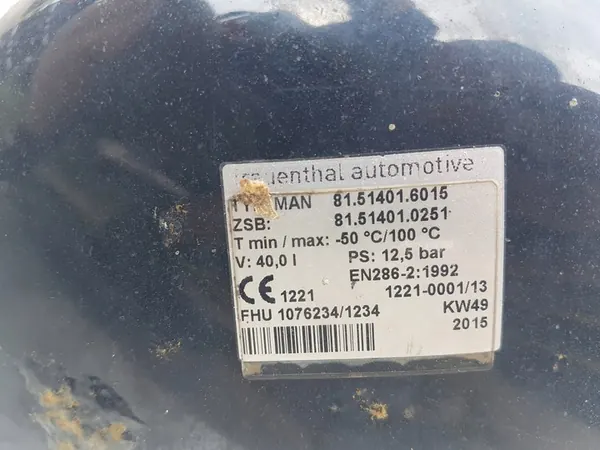 automotive
MAN 81.51401.6015
ZSB: 81.51401.0251
T min / max: -50 °C/100 °C
V: 40,0 l PS: 12,5 bar
EN286-2:1992
CE 1221 1221-0001/13
FHU 1076234/1234 KW49
2015